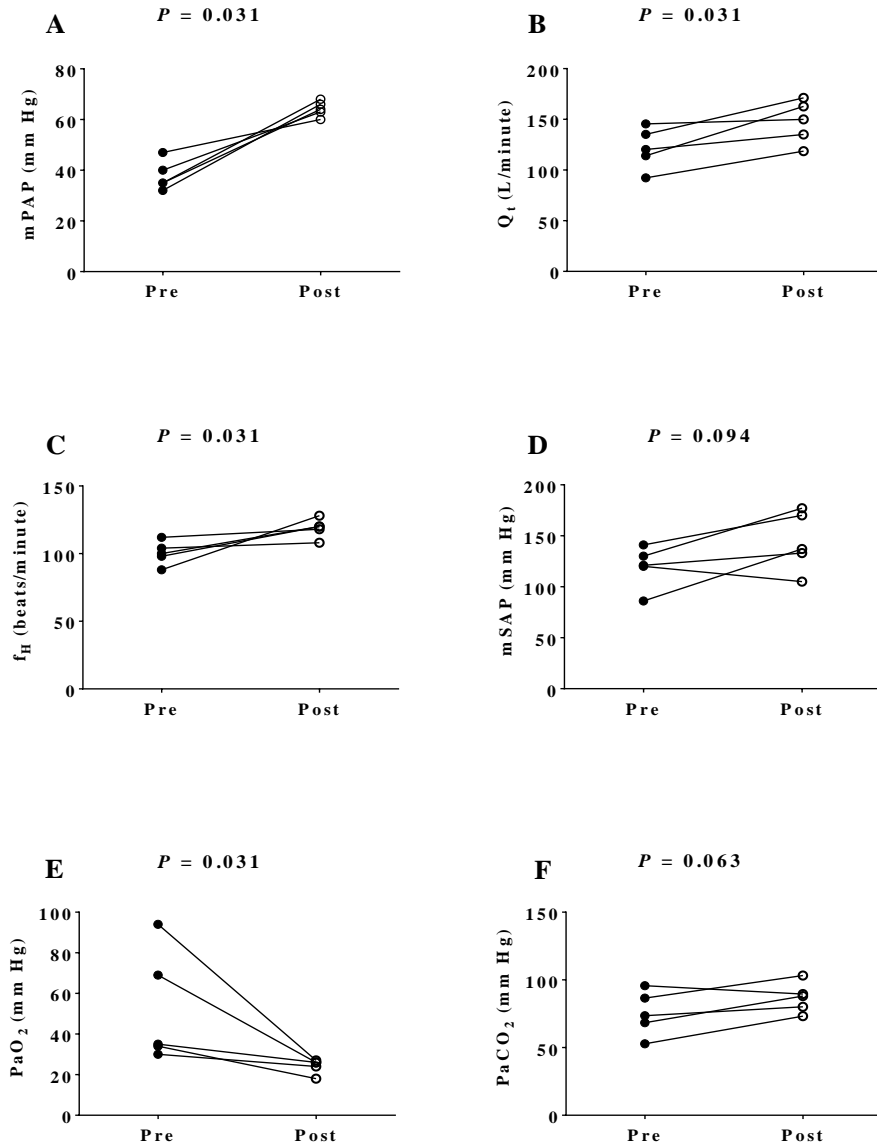 A
P = 0.031
mPAP (mm Hg)
80
60
40
20
0
Pre
Post
B
P = 0.031
Qt (L/minute)
200
150
100
50
0
Pre
Post
C
P = 0.031
fH (beats/minute)
150
100
50
0
Pre
Post
D
P = 0.094
mSAP (mm Hg)
200
150
100
50
0
Pre
Post
E
P = 0.031
PaO2 (mm Hg)
100
80
60
40
20
0
Pre
Post
F
P = 0.063
PaCO2 (mm Hg)
150
100
50
0
Pre
Post